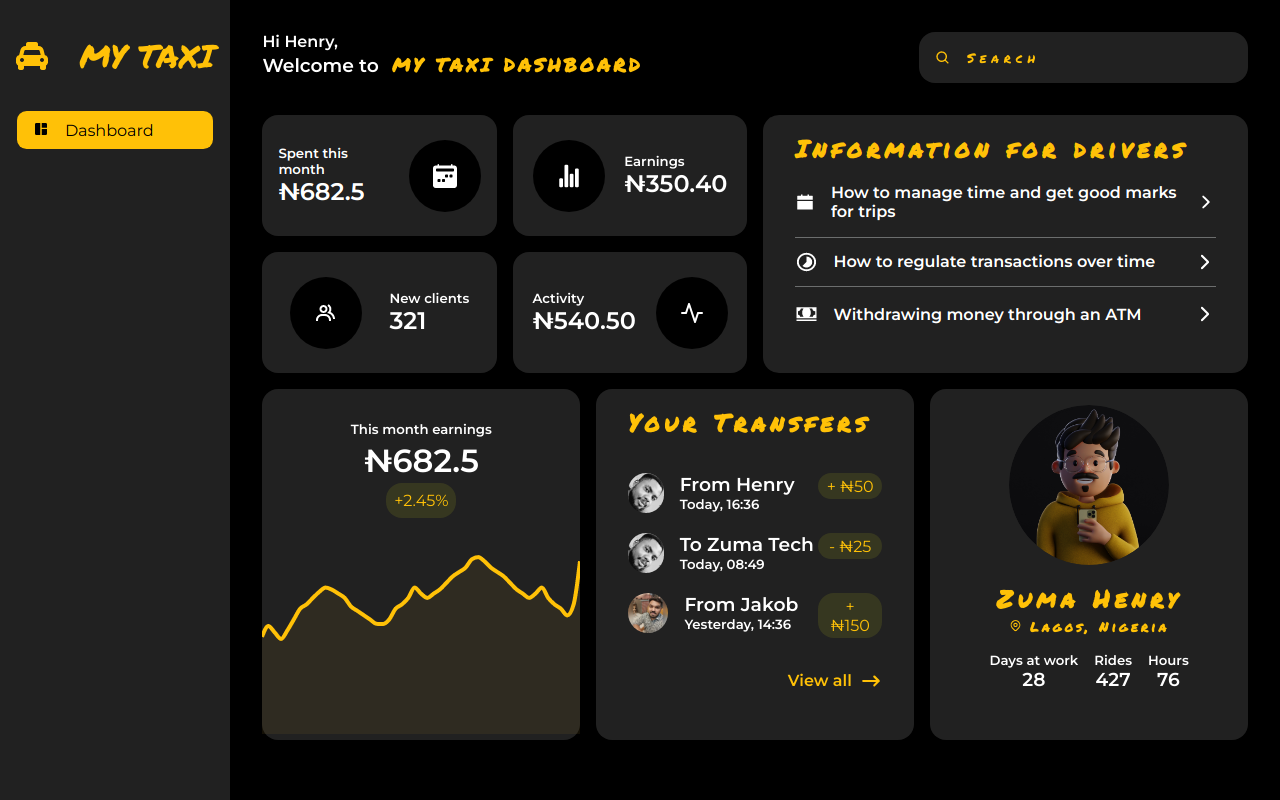 MY TAXI
Dashboard
Hi Henry,
Welcome to MY TAXI DASHBOARD
Search
Spent this
month
₦682.5
Earnings
₦350.40
New clients
321
Activity
₦540.50
Information for drivers
How to manage time and get good marks
for trips
How to regulate transactions over time
Withdrawing money through an ATM
This month earnings
₦682.5
+2.45%
Your Transfers
From Henry
Today, 16:36
+ ₦50
To Zuma Tech
Today, 08:49
- ₦25
From Jakob
Yesterday, 14:36
+
₦150
View all
Zuma Henry
Lagos, Nigeria
Days at work
28
Rides
427
Hours
76